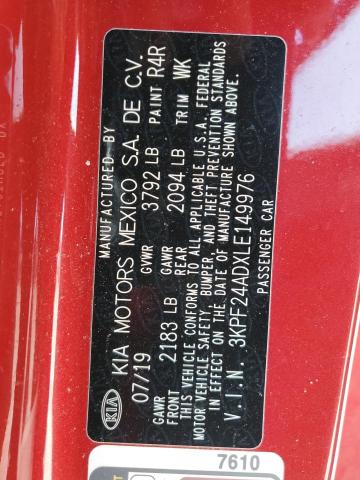 MANUFACTURED BY
KIA MOTORS MEXICO S.A. DE C.V.
07/19 GVWR 3792 LB PAINT R4R
GAWR FRONT 2183 LB GAWR REAR 2094 LB TRIM WK
THIS VEHICLE CONFORMS TO ALL APPLICABLE U.S.A. FEDERAL
MOTOR VEHICLE SAFETY, BUMPER, AND THEFT PREVENTION STANDARDS
IN EFFECT ON THE DATE OF MANUFACTURE SHOWN ABOVE.
V.I.N. 3KPF24ADXLE149976
PASSENGER CAR
KIA
7610